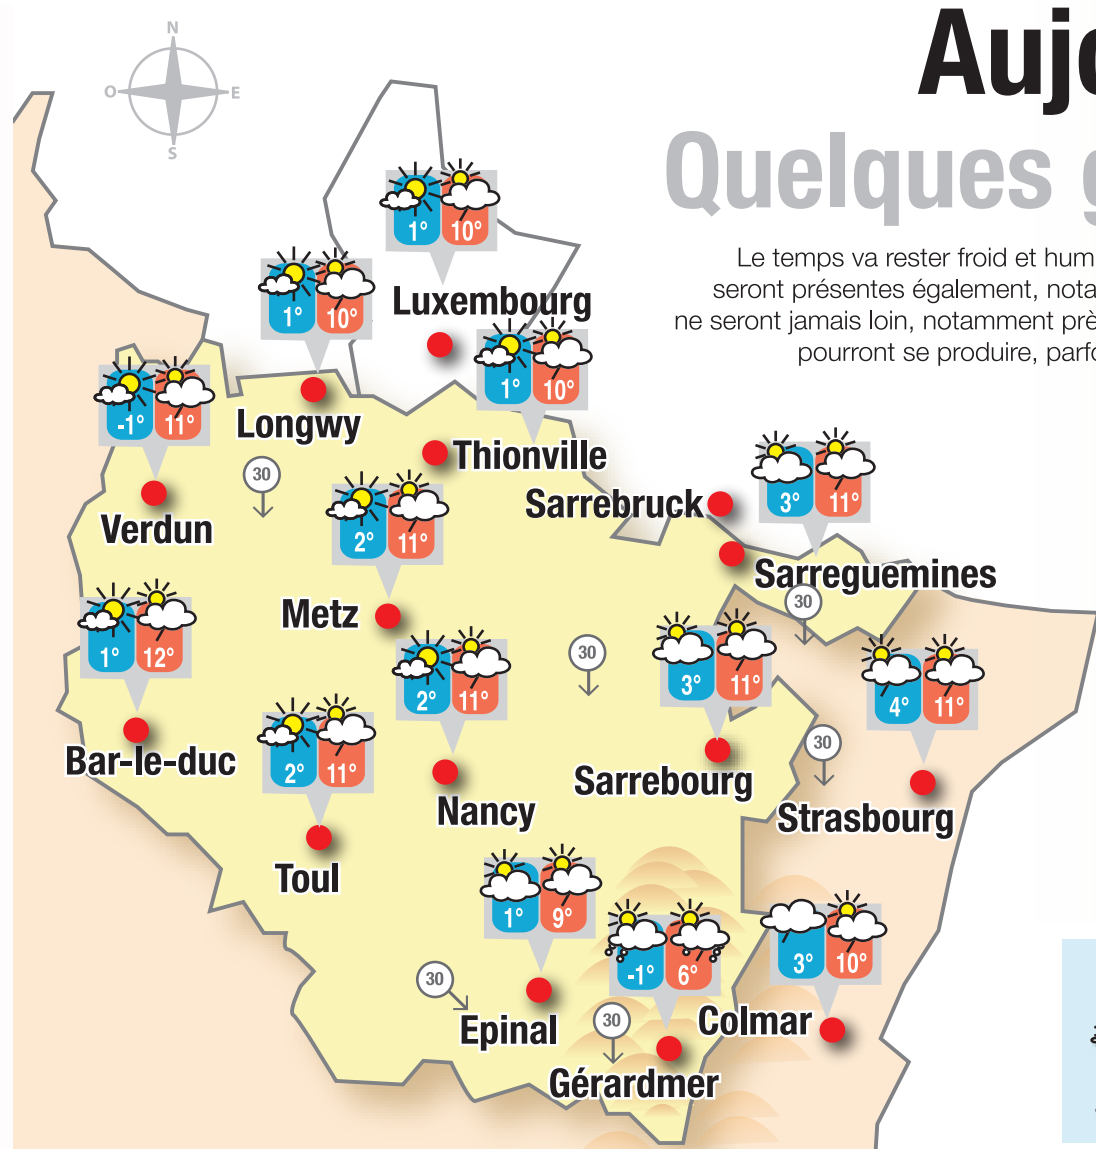 N
O
E
S
Aujo
Quelques g
Le temps va rester froid et hum
seront présentes également, nota
ne seront jamais loin, notamment prè
pourront se produire, parfo
1° 10°
Luxembourg
1° 10°
Longwy
1° 10°
Thionville
-1° 11°
Verdun
30
2° 11°
Metz
Sarrebruck
3° 11°
Sarreguemines
30
1° 12°
Bar-le-duc
2° 11°
Nancy
30
3° 11°
Sarrebourg
4° 11°
Strasbourg
30
2° 11°
Toul
1° 9°
Epinal
30
-1° 6°
Gérardmer
30
3° 10°
Colmar